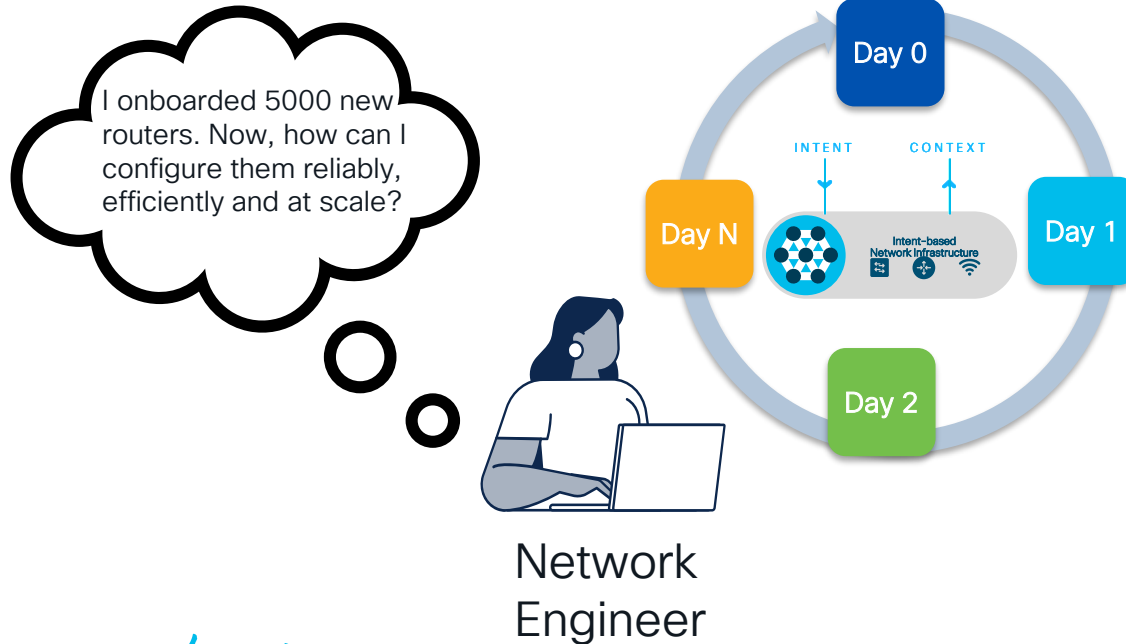 I onboarded 5000 new
routers. Now, how can I
configure them reliably,
efficiently and at scale?
Day 0
INTENT
CONTEXT
Day N
Intent-based
Network Infrastructure
Day 1
Day 2
Network
Engineer